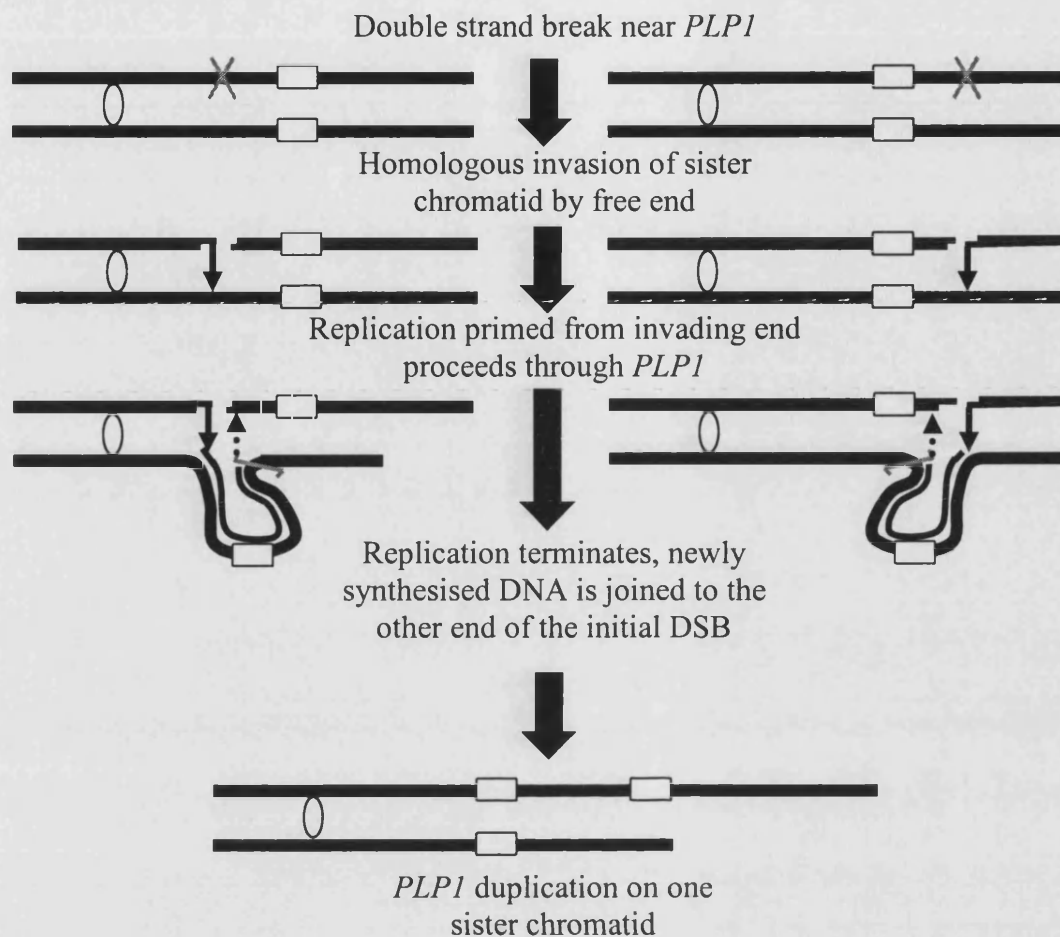 Double strand break near PLP1
Homologous invasion of sister
chromatid by free end
Replication primed from invading end
proceeds through PLP1
Replication terminates, newly
synthesised DNA is joined to the
other end of the initial DSB
PLP1 duplication on one
sister chromatid